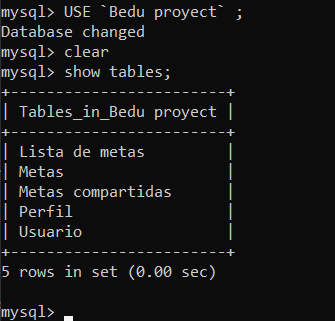 mysql> USE `Bedu proyect` ;
Database changed
mysql> clear
mysql> show tables;
+------------------------+
| Tables_in_Bedu proyect |
+------------------------+
| Lista de metas         |
| Metas                  |
| Metas compartidas      |
| Perfil                 |
| Usuario                |
+------------------------+
5 rows in set (0.00 sec)
mysql>